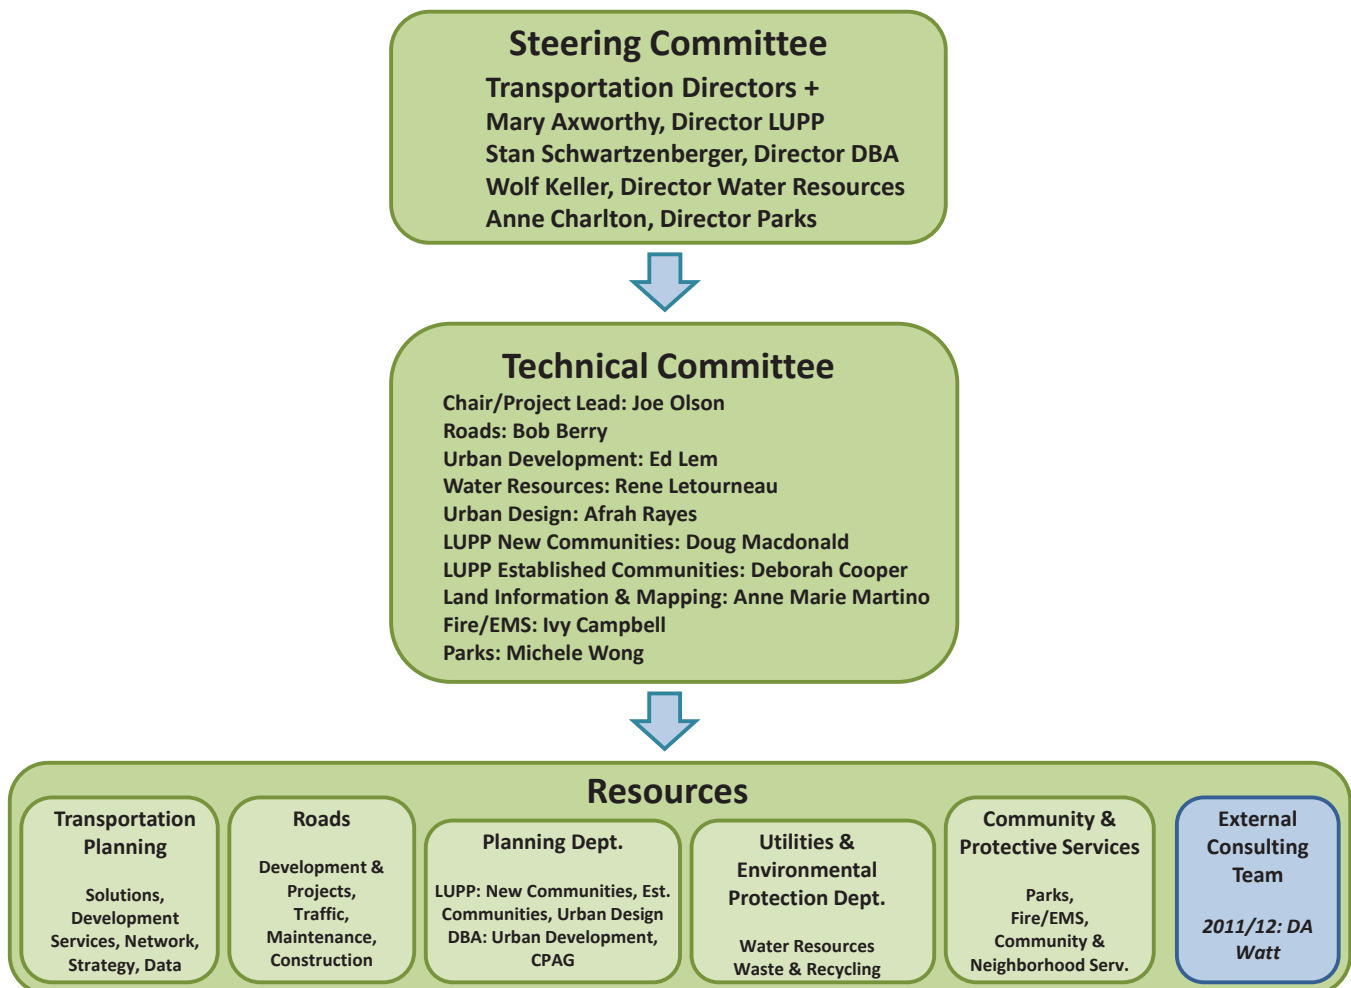 Steering Committee
Transportation Directors +
Mary Axworthy, Director LUPP
Stan Schwartzenberger, Director DBA
Wolf Keller, Director Water Resources
Anne Charlton, Director Parks
Technical Committee
Chair/Project Lead: Joe Olson
Roads: Bob Berry
Urban Development: Ed Lem
Water Resources: Rene Letourneau
Urban Design: Afrah Rayes
LUPP New Communities: Doug Macdonald
LUPP Established Communities: Deborah Cooper
Land Information & Mapping: Anne Marie Martino
Fire/EMS: Ivy Campbell
Parks: Michele Wong
Resources
Transportation
Planning
Solutions,
Development
Services, Network,
Strategy, Data
Roads
Development &
Projects,
Traffic,
Maintenance,
Construction
Planning Dept.
LUPP: New Communities, Est.
Communities, Urban Design
DBA: Urban Development,
CPAG
Utilities &
Environmental
Protection Dept.
Water Resources
Waste & Recycling
Community &
Protective Services
Parks,
Fire/EMS,
Community &
Neighborhood Serv.
External
Consulting
Team
2011/12: DA
Watt